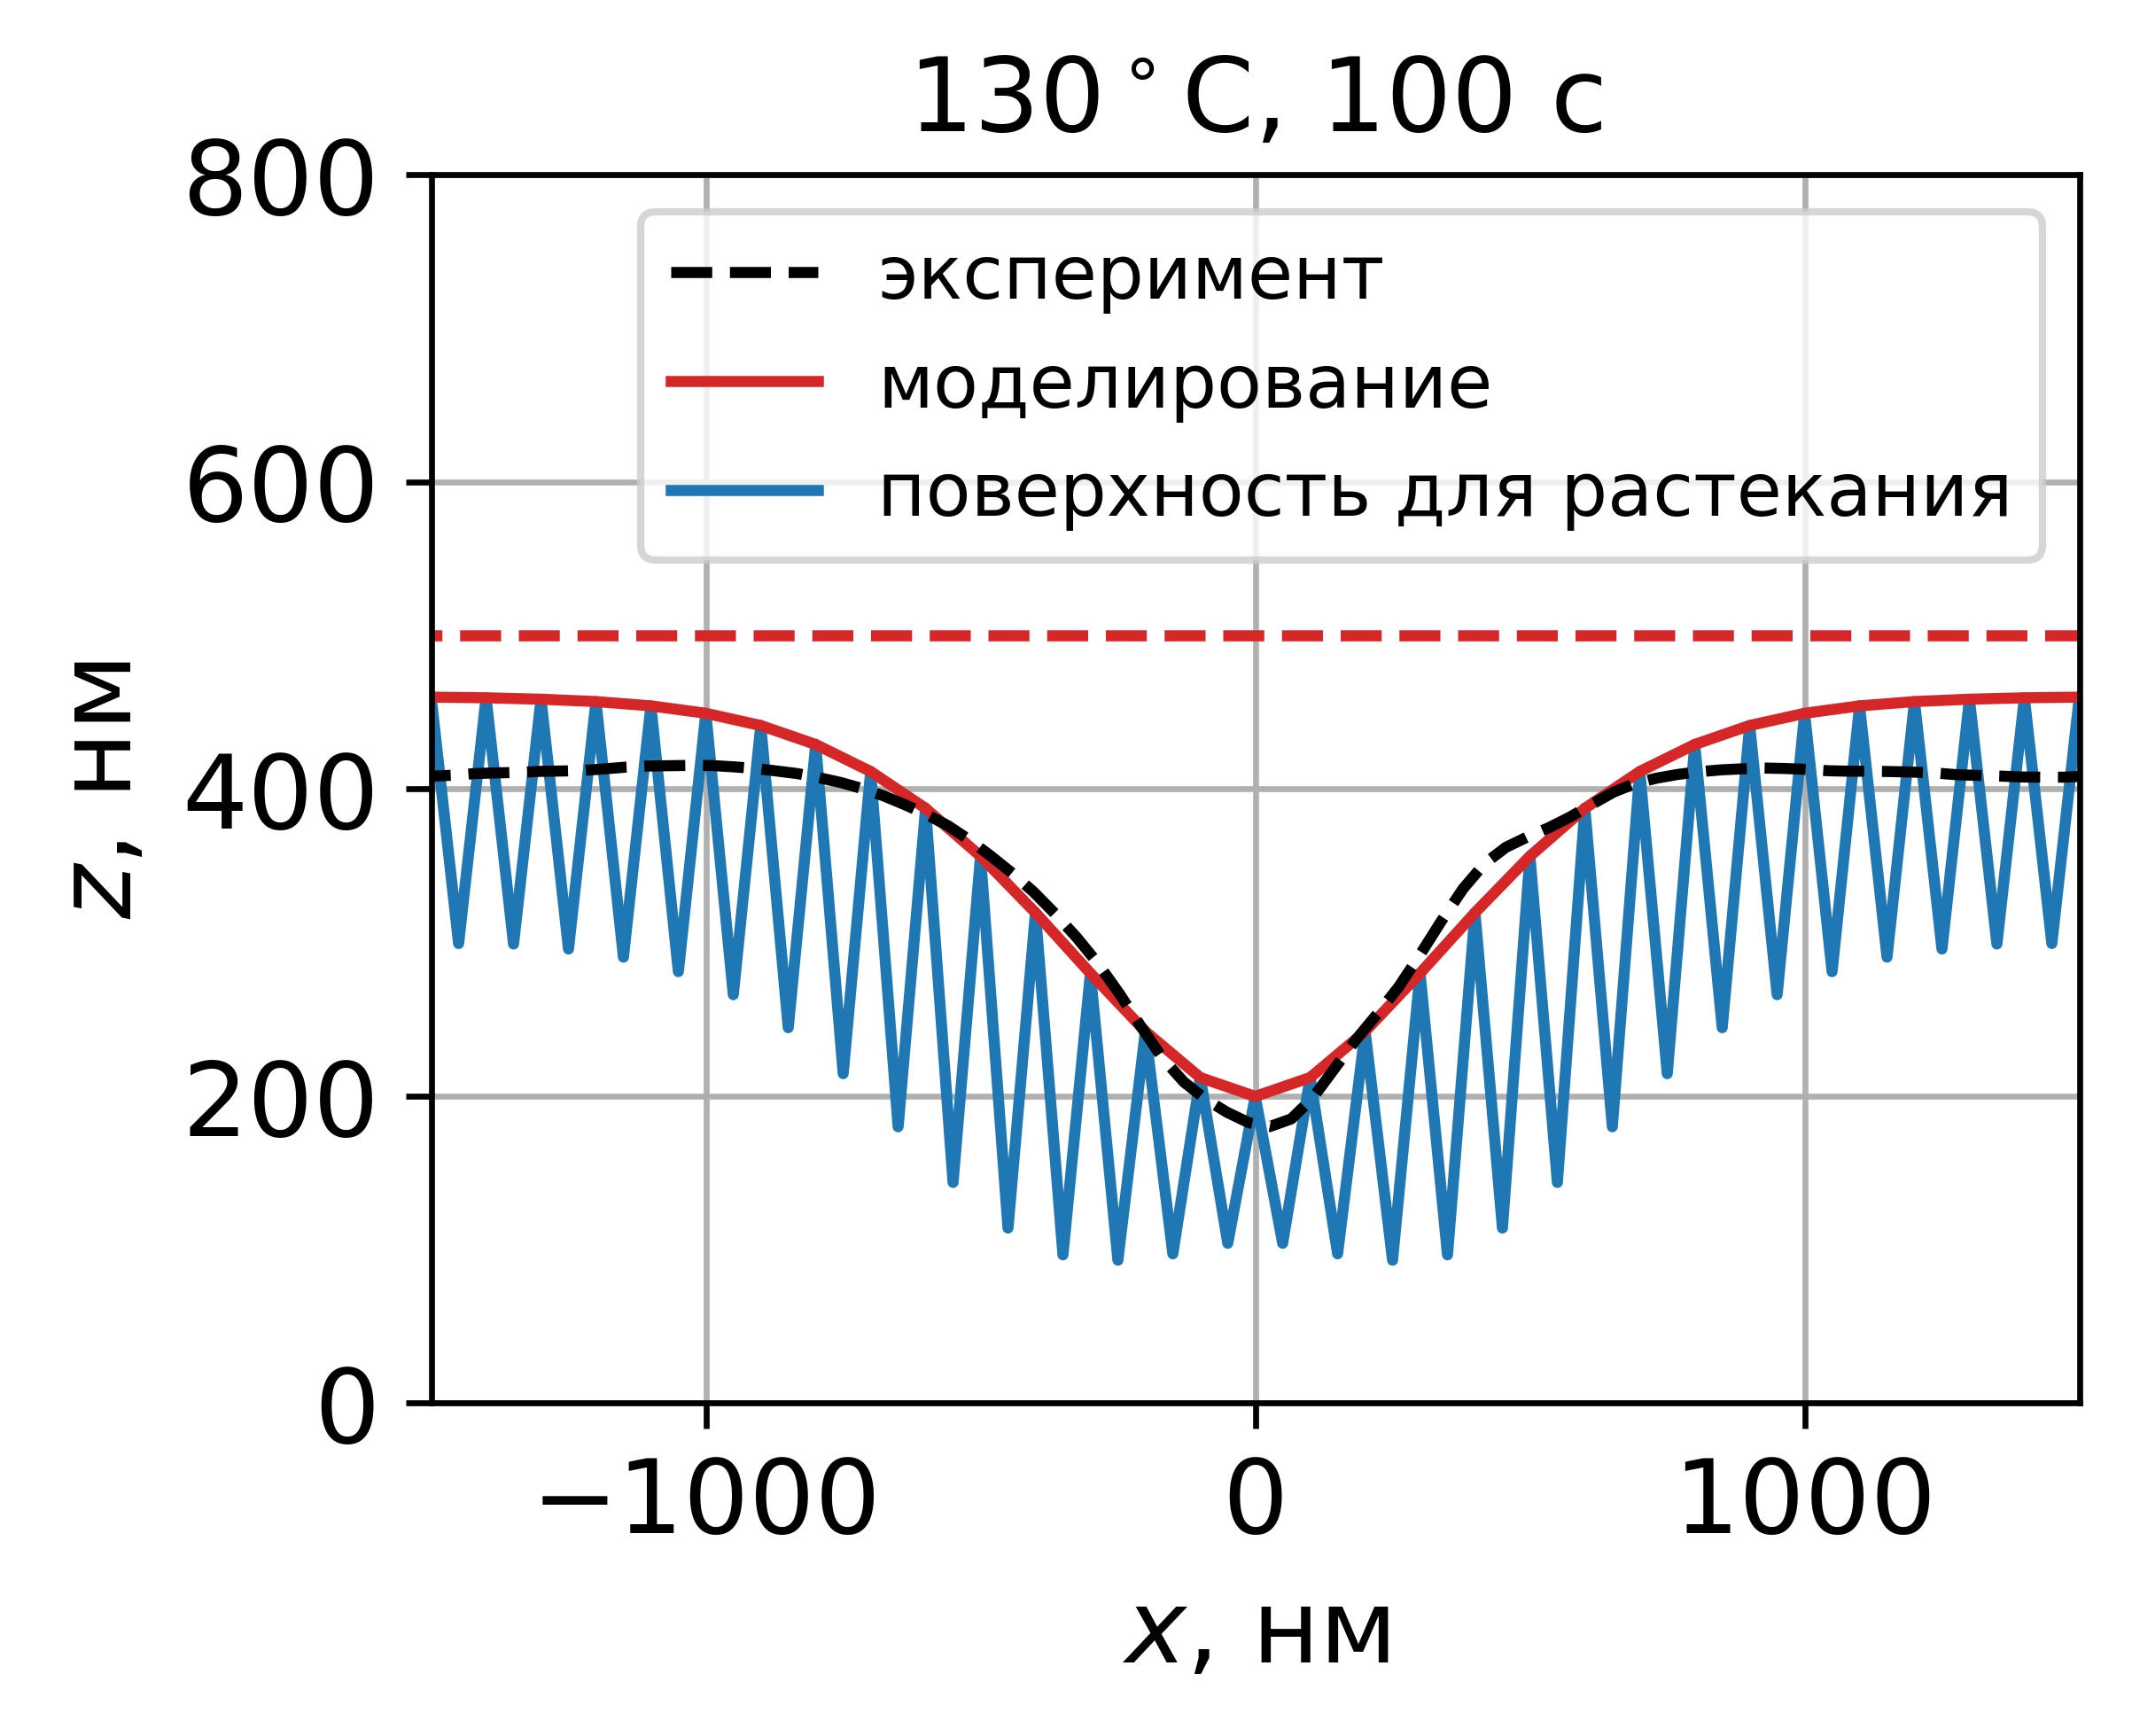 130°C, 100 с
800
600
400
200
0
z, нм
эксперимент
моделирование
поверхность для растекания
−1000
0
1000
x, нм